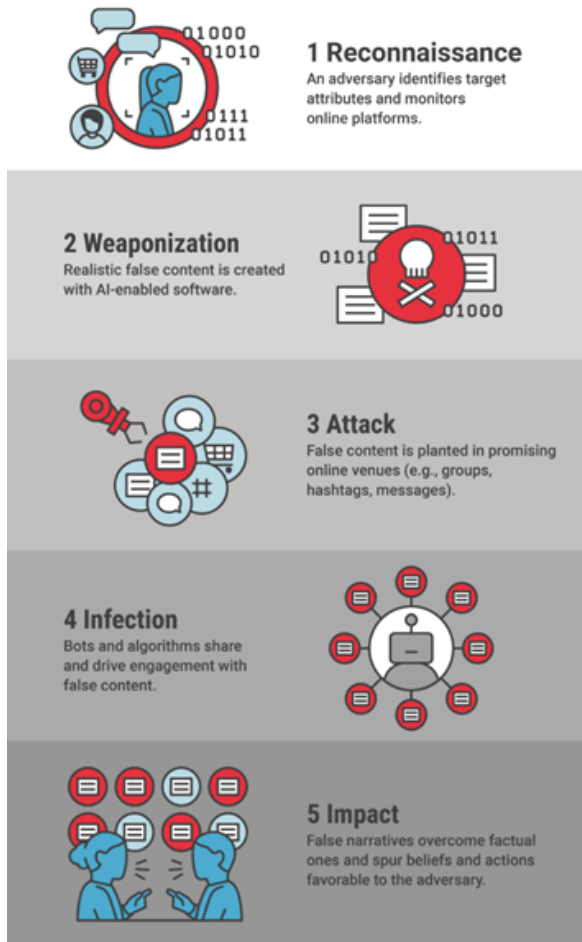 01000
01010
0111
01011
1 Reconnaissance
An adversary identifies target
attributes and monitors
online platforms.
2 Weaponization
Realistic false content is created
with AI-enabled software.
01011
01010
01000
3 Attack
False content is planted in promising
online venues (e.g., groups,
hashtags, messages).
#
4 Infection
Bots and algorithms share
and drive engagement with
false content.
5 Impact
False narratives overcome factual
ones and spur beliefs and actions
favorable to the adversary.